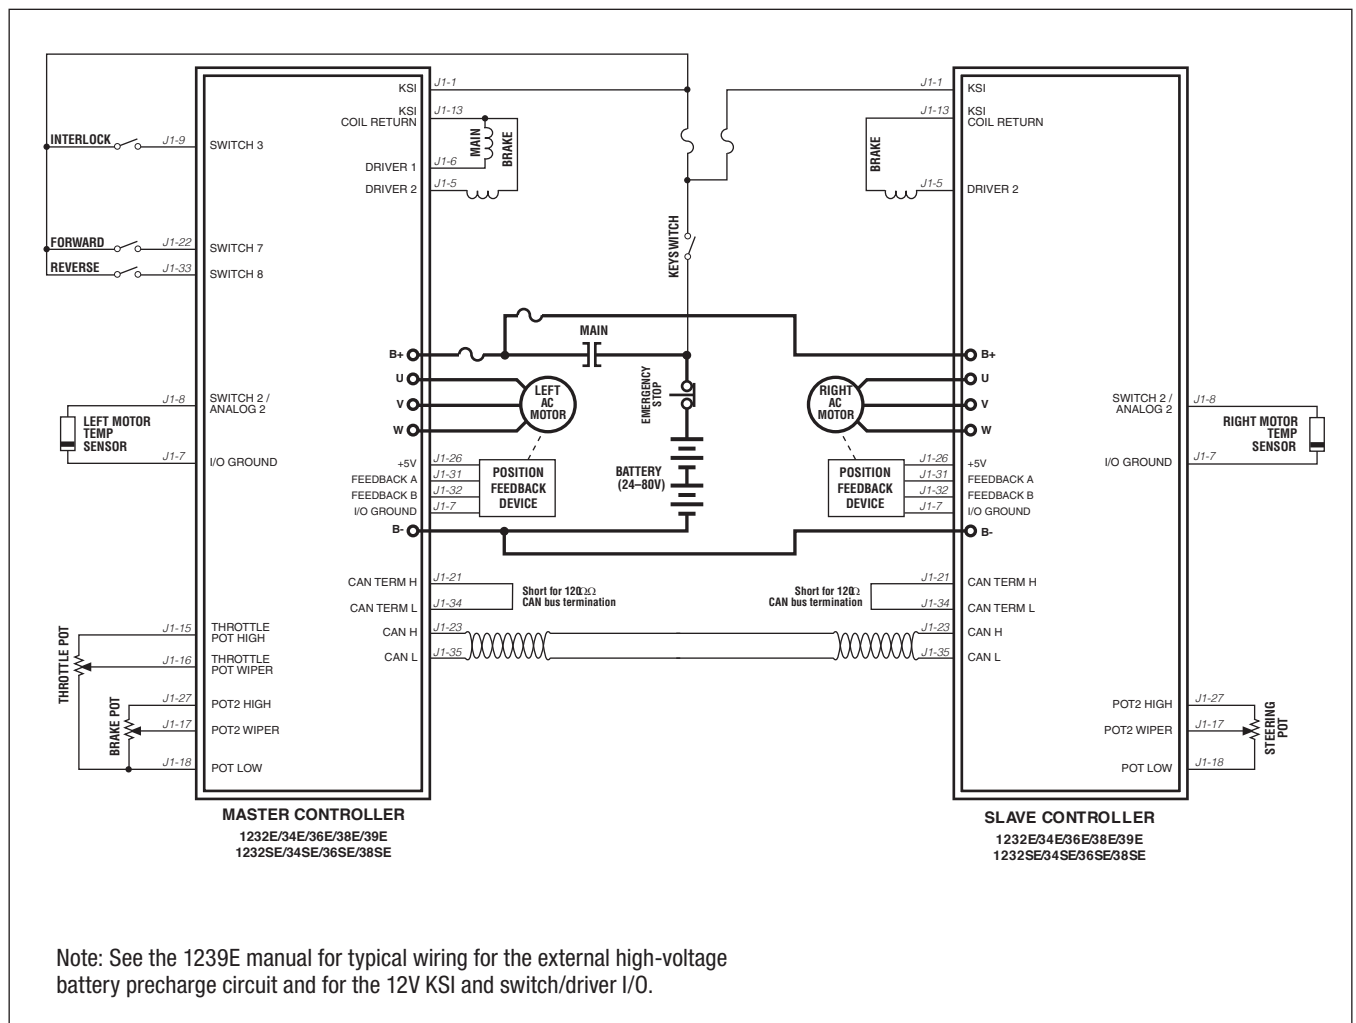 J1-1
KSI
J1-13
KSI
COIL RETURN
MAIN
BRAKE
INTERLOCK
J1-9
SWITCH 3
DRIVER 1
J1-6
DRIVER 2
J1-5
FORWARD
J1-22
SWITCH 7
REVERSE
J1-33
SWITCH 8
KEYSWITCH
J1-1
KSI
J1-13
KSI
COIL RETURN
BRAKE
J1-5
DRIVER 2
MAIN
B+
U
V
W
LEFT
AC
MOTOR
EMERGENCY
STOP
RIGHT
AC
MOTOR
B+
U
V
W
J1-8
SWITCH 2 /
ANALOG 2
LEFT MOTOR
TEMP
SENSOR
J1-7
I/O GROUND
SWITCH 2 /
ANALOG 2
J1-8
RIGHT MOTOR
TEMP
SENSOR
I/O GROUND
J1-7
+5V
J1-26
FEEDBACK A
J1-31
FEEDBACK B
J1-32
I/O GROUND
J1-7
POSITION
FEEDBACK
DEVICE
B-
BATTERY
(24–80V)
POSITION
FEEDBACK
DEVICE
J1-26
+5V
J1-31
FEEDBACK A
J1-32
FEEDBACK B
J1-7
I/O GROUND
B-
CAN TERM H
J1-21
CAN TERM L
J1-34
Short for 120ΩΩ
CAN bus termination
Short for 120Ω
CAN bus termination
J1-21
CAN TERM H
J1-34
CAN TERM L
CAN H
J1-23
CAN L
J1-35
J1-23
CAN H
J1-35
CAN L
THROTTLE POT
J1-15
THROTTLE
POT HIGH
J1-16
THROTTLE
POT WIPER
BRAKE POT
J1-27
POT2 HIGH
J1-17
POT2 WIPER
J1-18
POT LOW
POT2 HIGH
J1-27
POT2 WIPER
J1-17
POT LOW
J1-18
STEERING
POT
MASTER CONTROLLER
1232E/34E/36E/38E/39E
1232SE/34SE/36SE/38SE
SLAVE CONTROLLER
1232E/34E/36E/38E/39E
1232SE/34SE/36SE/38SE
Note: See the 1239E manual for typical wiring for the external high-voltage
battery precharge circuit and for the 12V KSI and switch/driver I/O.